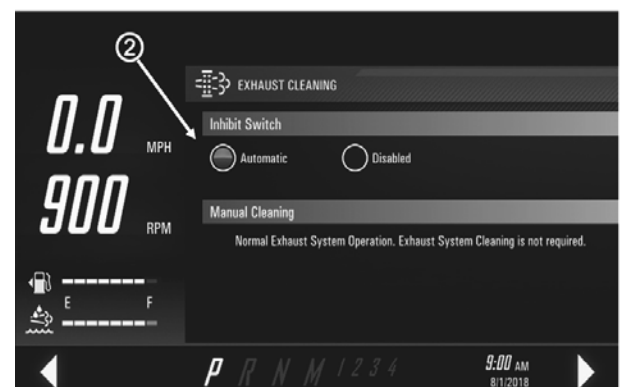 ②
EXHAUST CLEANING
Inhibit Switch
0.0 MPH
Automatic Disabled
900 RPM
Manual Cleaning
Normal Exhaust System Operation. Exhaust System Cleaning is not required.
E F
P R N M 1 2 3 4
9:00 AM
8/1/2018